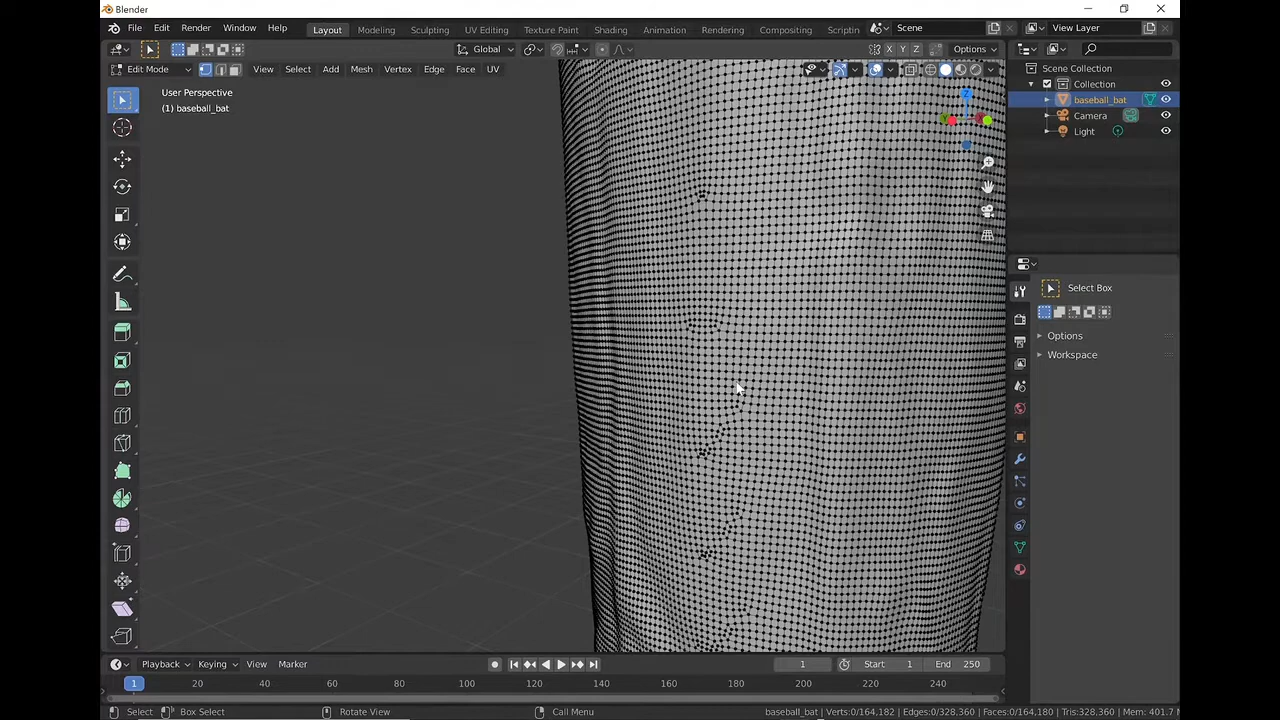 Blender
File Edit Render Window Help Layout Modeling Sculpting UV Editing Texture Paint Shading Animation Rendering Compositing Scriptin Scene View Layer
Global Options
Edit Mode View Select Add Mesh Vertex Edge Face UV
User Perspective
(1) baseball_bat
Z
X Y Z
Scene Collection
Collection
baseball_bat
Camera
Light
Select Box
Options
Workspace
Playback Keying View Marker 1 Start 1 End 250
1 20 40 60 80 100 120 140 160 180 200 220 240
Select Box Select Rotate View Call Menu baseball_bat | Verts:0/164,182 | Edges:0/328,360 | Faces:0/164,180 | Tris:328,360 | Mem: 401.7 M